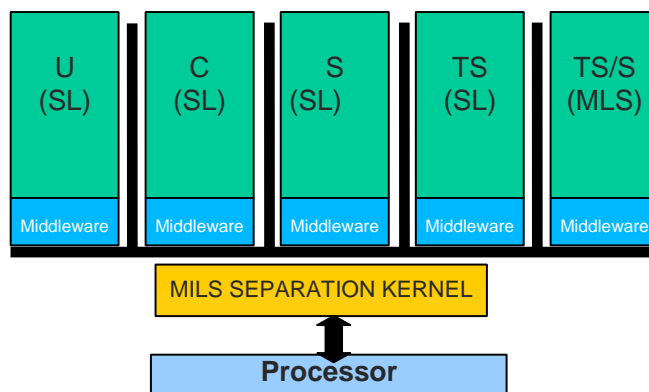 U
(SL)
C
(SL)
S
(SL)
TS
(SL)
TS/S
(MLS)
Middleware
Middleware
Middleware
Middleware
Middleware
MILS SEPARATION KERNEL
Processor